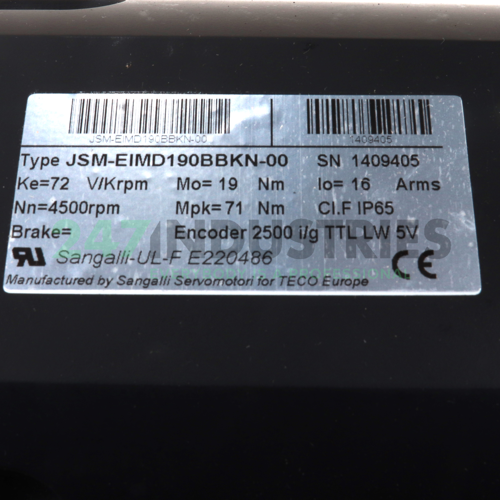 JSM-EIMD190BBKN-00 1409405
Type JSM-EIMD190BBKN-00 SN 1409405
Ke=72 V/Krpm Mo= 19 Nm Io= 16 Arms
Nn=4500rpm Mpk= 71 Nm Cl.F IP65
Brake= Encoder 2500 i/g TTL LW 5V
247 INDUSTRIES
Sangalli-UL-F E220486
Manufactured by Sangalli Servomotori for TECO Europe